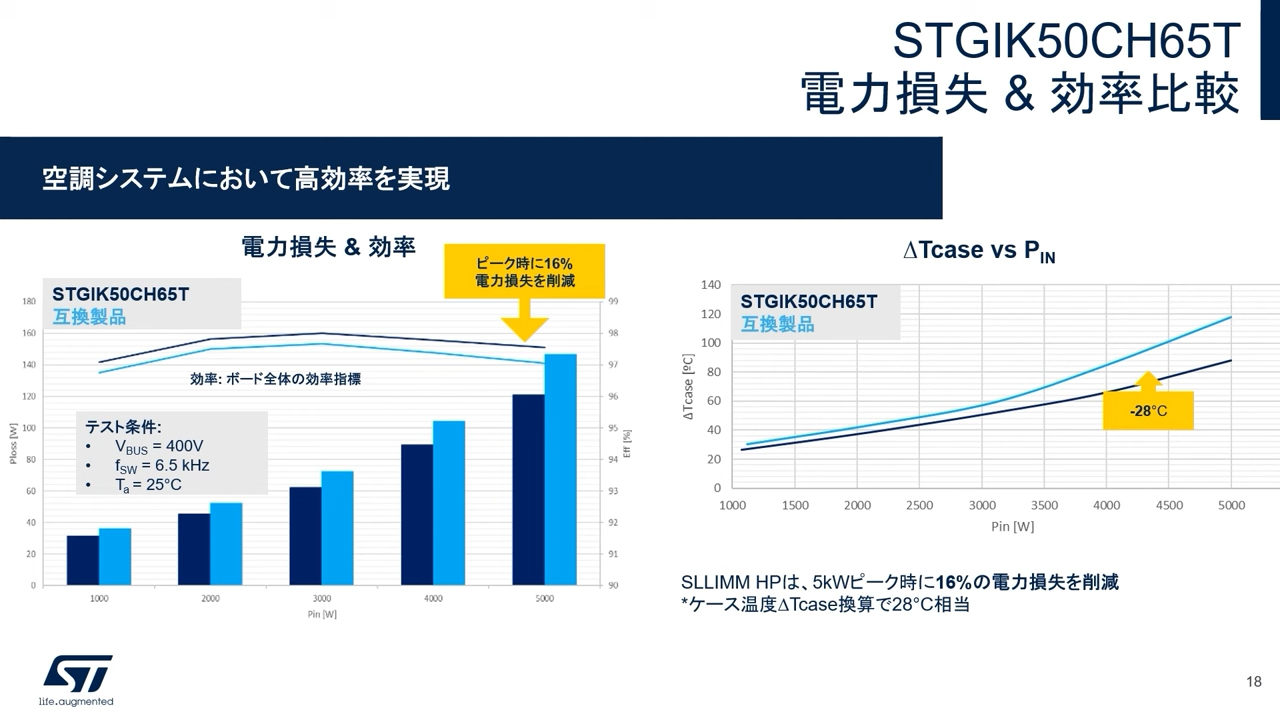 STGIK50CH65T
電力損失 & 効率比較
空調システムにおいて高効率を実現
電力損失 & 効率
ピーク時に16%
電力損失を削減
STGIK50CH65T
互換製品
効率: ボード全体の効率指標
テスト条件:
• VBUS = 400V
• fSW = 6.5 kHz
• Ta = 25°C
Ploss [W]
180
160
140
120
100
80
60
40
20
0
99
98
97
96
95
94
93
92
91
90
Eff [%]
1000 2000 3000 4000 5000
Pin [W]
ΔTcase vs PIN
STGIK50CH65T
互換製品
ΔTcase [ºC]
140
120
100
80
60
40
20
0
-28°C
1000 1500 2000 2500 3000 3500 4000 4500 5000
Pin [W]
SLLIMM HPは、5kWピーク時に16%の電力損失を削減
*ケース温度ΔTcase換算で28°C相当
ST
life.augmented
18